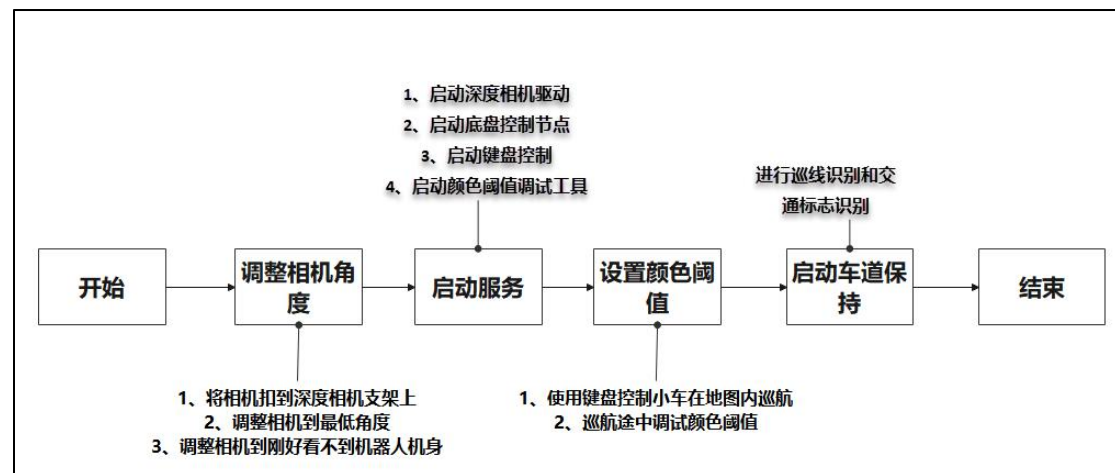 1、启动深度相机驱动
2、启动底盘控制节点
3、启动键盘控制
4、启动颜色阈值调试工具
进行巡线识别和交
通标志识别
开始
调整相机角
度
启动服务
设置颜色阈
值
启动车道保
持
结束
1、将相机扣到深度相机支架上
2、调整相机到最低角度
3、调整相机到刚好看不到机器人机身
1、使用键盘控制小车在地图内巡航
2、巡航途中调试颜色阈值